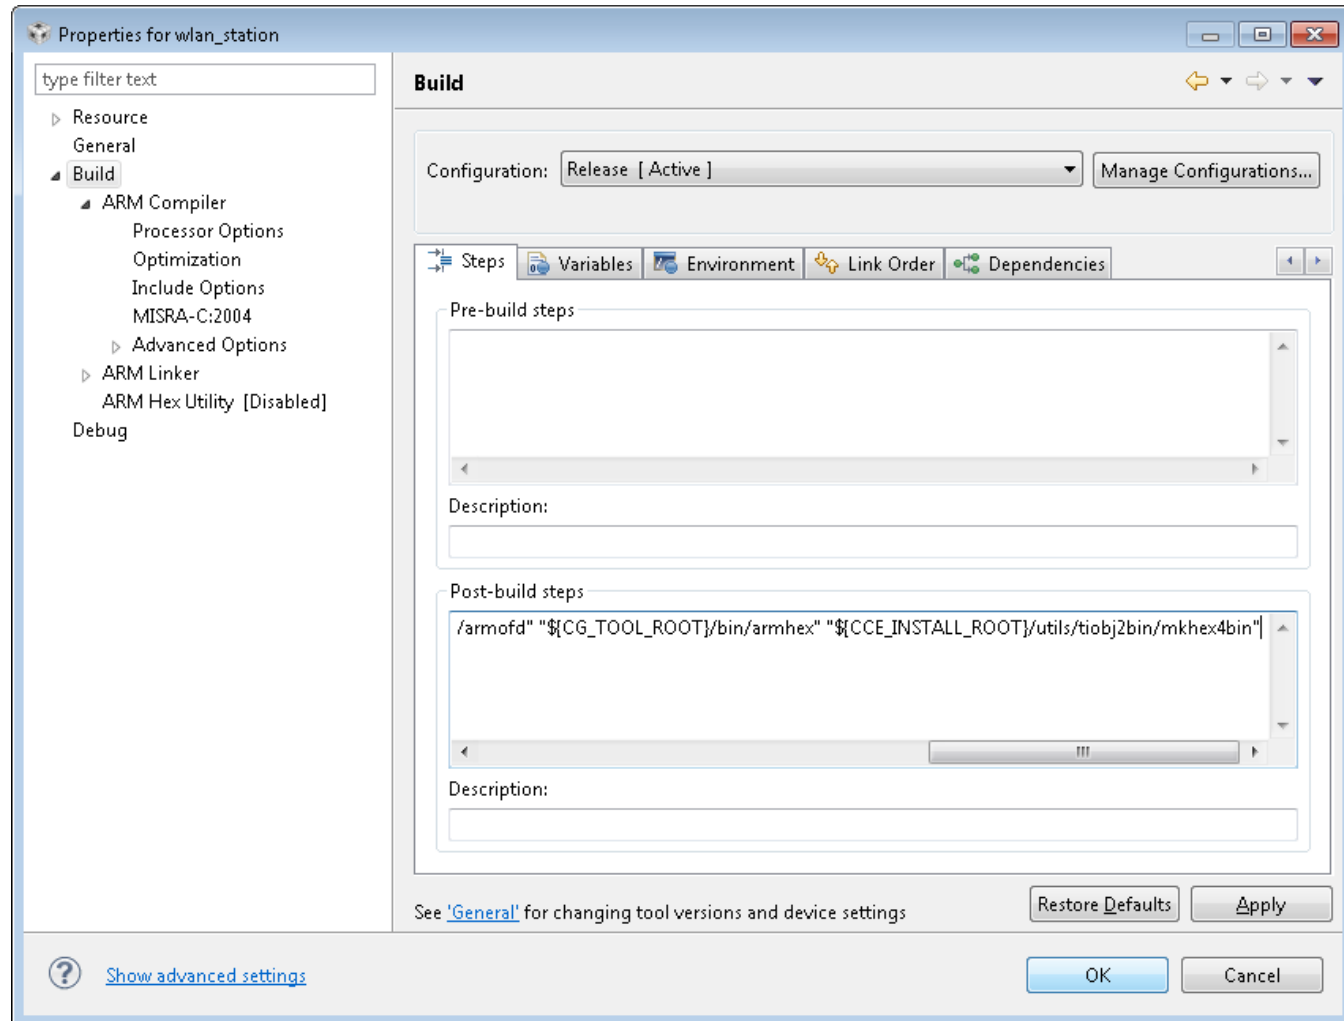 Properties for wlan_station
type filter text
Resource
General
Build
ARM Compiler
Processor Options
Optimization
Include Options
MISRA-C:2004
Advanced Options
ARM Linker
ARM Hex Utility [Disabled]
Debug
Build
Configuration:
Release [ Active ]
Manage Configurations...
Steps
Variables
Environment
Link Order
Dependencies
Pre-build steps
Description:
Post-build steps
/armofd" "${CG_TOOL_ROOT}/bin/armhex" "${CCE_INSTALL_ROOT}/utils/tiobj2bin/mkhex4bin"
Description:
See 'General' for changing tool versions and device settings
Restore Defaults
Apply
Show advanced settings
OK
Cancel